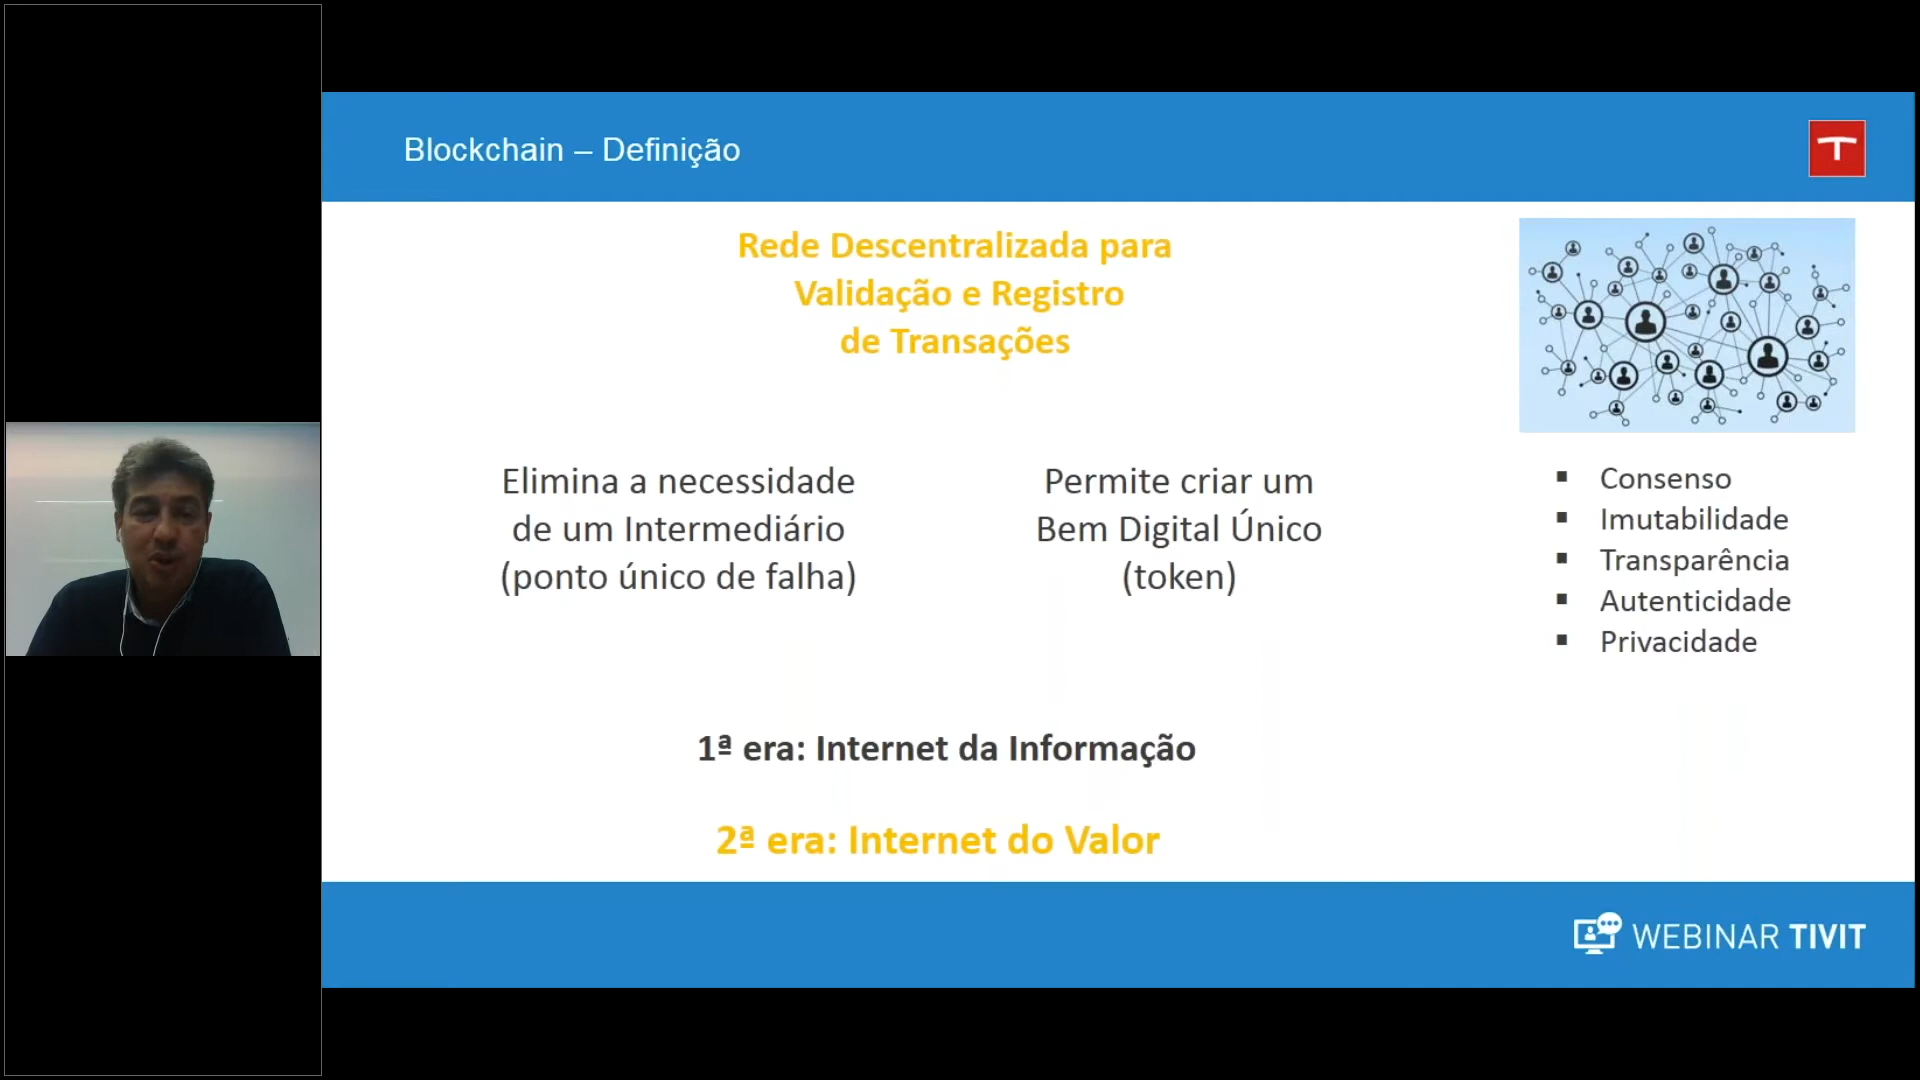 Blockchain – Definição
Rede Descentralizada para
Validação e Registro
de Transações
Elimina a necessidade
de um Intermediário
(ponto único de falha)
Permite criar um
Bem Digital Único
(token)
▪ Consenso
▪ Imutabilidade
▪ Transparência
▪ Autenticidade
▪ Privacidade
1ª era: Internet da Informação
2ª era: Internet do Valor
WEBINAR TIVIT